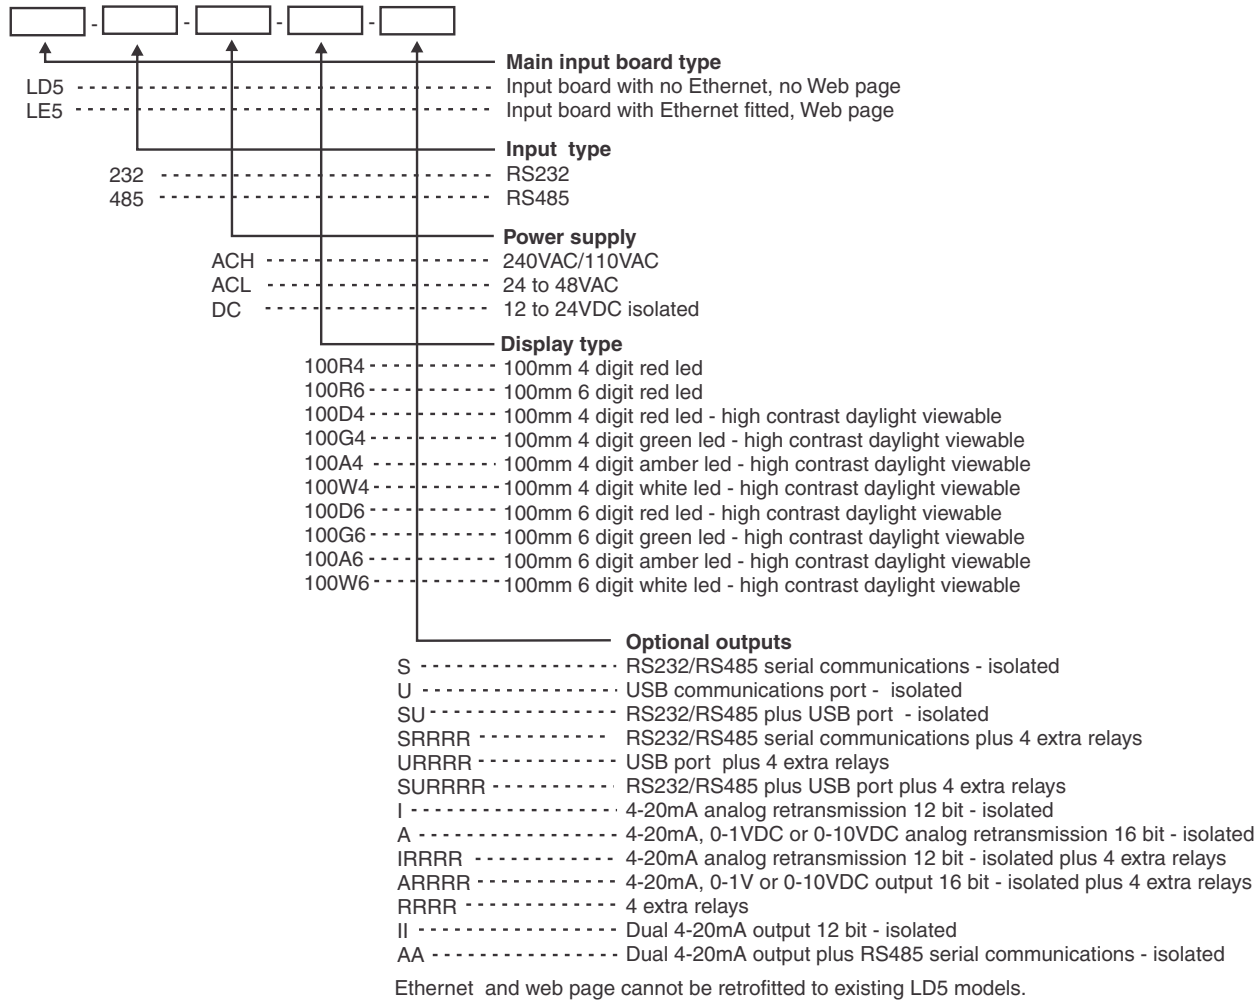 - - - -
Main input board type
LD5 Input board with no Ethernet, no Web page
LE5 Input board with Ethernet fitted, Web page
Input type
232 RS232
485 RS485
Power supply
ACH 240VAC/110VAC
ACL 24 to 48VAC
DC 12 to 24VDC isolated
Display type
100R4 100mm 4 digit red led
100R6 100mm 6 digit red led
100D4 100mm 4 digit red led - high contrast daylight viewable
100G4 100mm 4 digit green led - high contrast daylight viewable
100A4 100mm 4 digit amber led - high contrast daylight viewable
100W4 100mm 4 digit white led - high contrast daylight viewable
100D6 100mm 6 digit red led - high contrast daylight viewable
100G6 100mm 6 digit green led - high contrast daylight viewable
100A6 100mm 6 digit amber led - high contrast daylight viewable
100W6 100mm 6 digit white led - high contrast daylight viewable
Optional outputs
S RS232/RS485 serial communications - isolated
U USB communications port - isolated
SU RS232/RS485 plus USB port - isolated
SRRRR RS232/RS485 serial communications plus 4 extra relays
URRRR USB port plus 4 extra relays
SURRRR RS232/RS485 plus USB port plus 4 extra relays
I 4-20mA analog retransmission 12 bit - isolated
A 4-20mA, 0-1VDC or 0-10VDC analog retransmission 16 bit - isolated
IRRRR 4-20mA analog retransmission 12 bit - isolated plus 4 extra relays
ARRRR 4-20mA, 0-1V or 0-10VDC output 16 bit - isolated plus 4 extra relays
RRRR 4 extra relays
II Dual 4-20mA output 12 bit - isolated
AA Dual 4-20mA output plus RS485 serial communications - isolated
Ethernet and web page cannot be retrofitted to existing LD5 models.